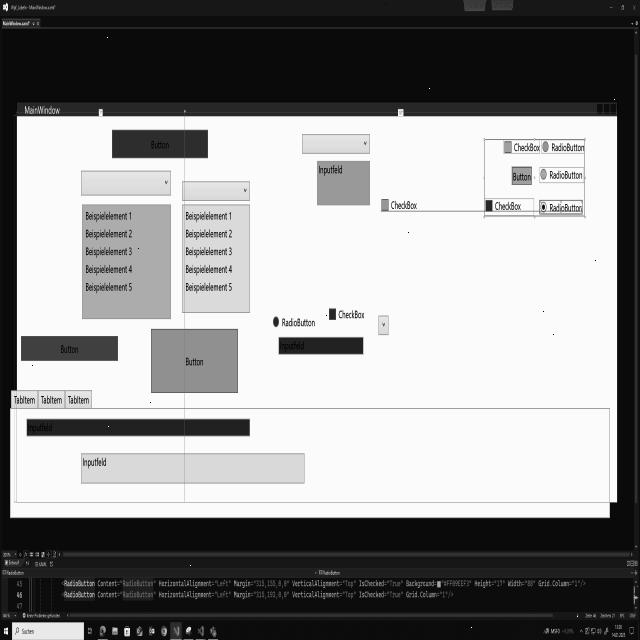 MainWindow
Button
CheckBox
RadioButton
Inputfeld
Button
RadioButton
CheckBox
CheckBox
RadioButton
Beispielelement 1
Beispielelement 2
Beispielelement 3
Beispielelement 4
Beispielelement 5
Beispielelement 1
Beispielelement 2
Beispielelement 3
Beispielelement 4
Beispielelement 5
RadioButton
CheckBox
Inputfeld
Button
Button
TabItem TabItem TabItem
Inputfeld
Inputfeld
RadioButton
RadioButton
45 <RadioButton Content="RadioButton" HorizontalAlignment="Left" Margin="315,155,0,0" VerticalAlignment="Top" IsChecked="True" Background="#FF09EEF3" Height="17" Width="88" Grid.Column="1"/>
46 <RadioButton Content="RadioButton" HorizontalAlignment="Left" Margin="315,193,0,0" VerticalAlignment="Top" IsChecked="True" Grid.Column="1"/>
47
Suchen